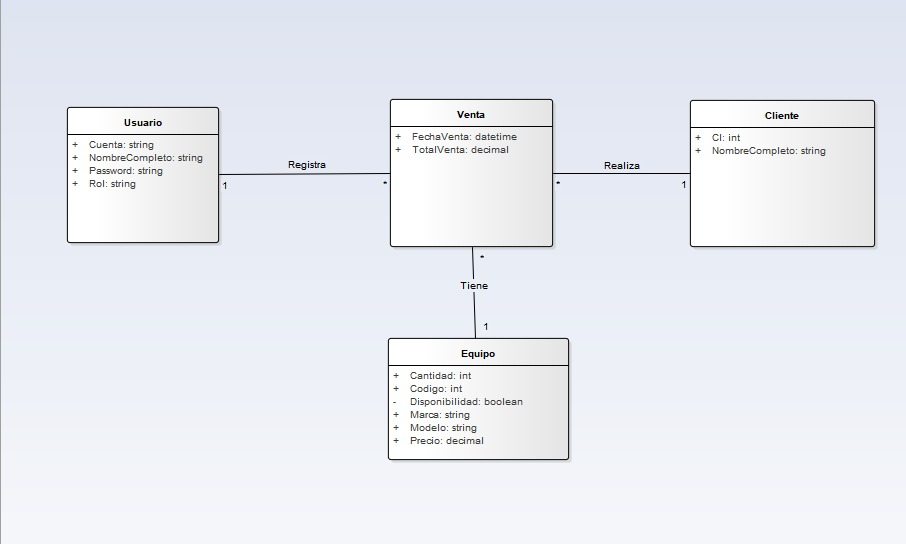 Usuario
+ Cuenta: string
+ NombreCompleto: string
+ Password: string
+ Rol: string
Registra
1
*
Venta
+ FechaVenta: datetime
+ TotalVenta: decimal
Realiza
*
1
Cliente
+ CI: int
+ NombreCompleto: string
*
Tiene
1
Equipo
+ Cantidad: int
+ Codigo: int
- Disponibilidad: boolean
+ Marca: string
+ Modelo: string
+ Precio: decimal